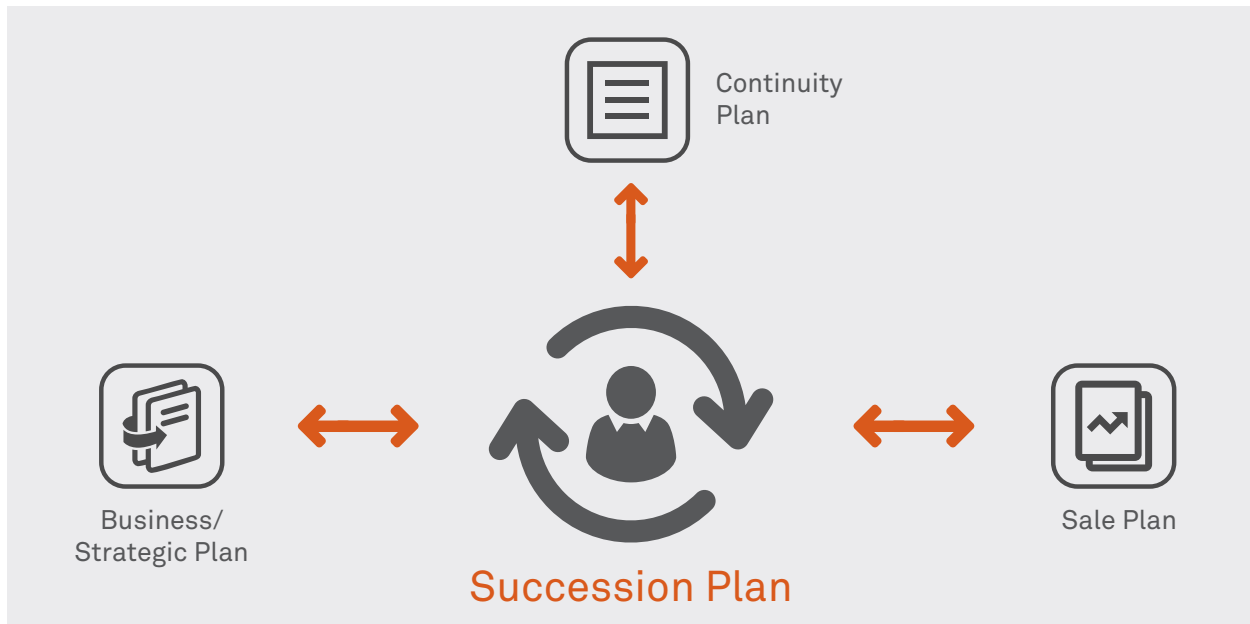 Continuity
Plan
Business/
Strategic Plan
Sale Plan
Succession Plan